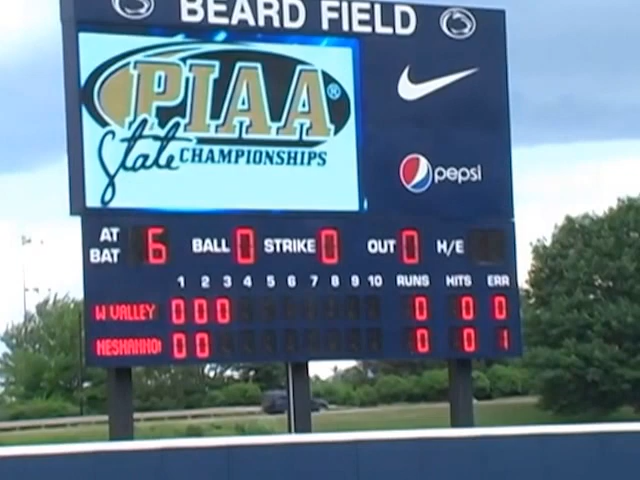 BEARD FIELD
PIAA®
State CHAMPIONSHIPS
pepsi
AT BAT 6 BALL 0 STRIKE 0 OUT 0 H/E
1 2 3 4 5 6 7 8 9 10 RUNS HITS ERR
W VALLEY 0 0 0 0 0 0
MESHANNO 0 0 0 0 1